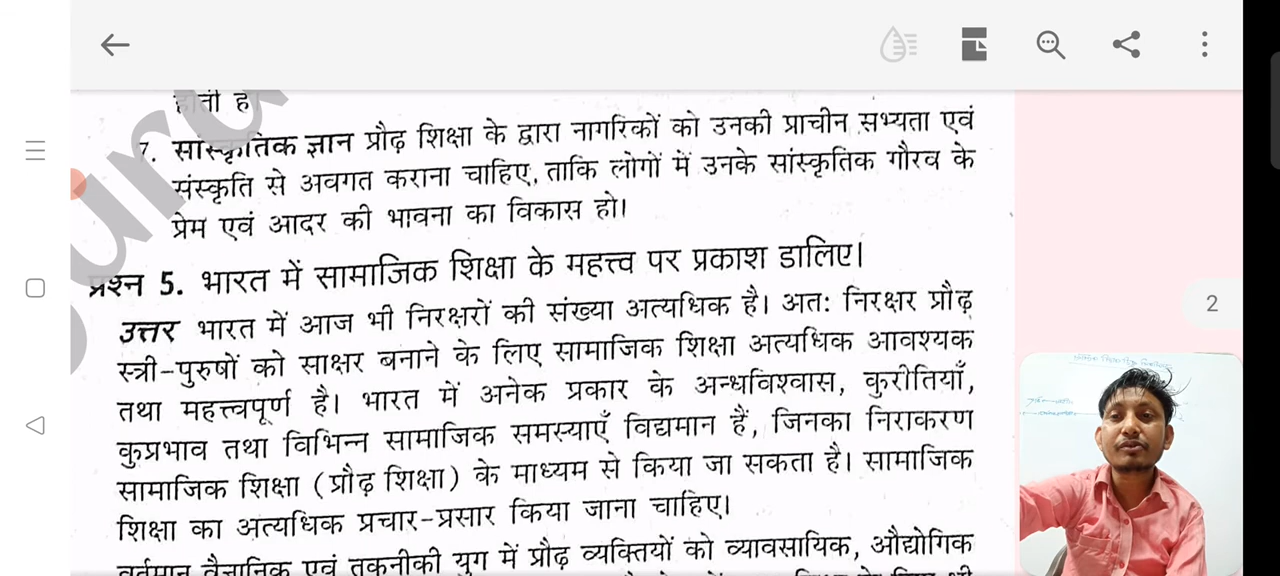 होती है।
7. सांस्कृतिक ज्ञान प्रौढ़ शिक्षा के द्वारा नागरिकों को उनकी प्राचीन सभ्यता एवं
संस्कृति से अवगत कराना चाहिए, ताकि लोगों में उनके सांस्कृतिक गौरव के
प्रेम एवं आदर की भावना का विकास हो।
प्रश्न 5. भारत में सामाजिक शिक्षा के महत्त्व पर प्रकाश डालिए।
उत्तर भारत में आज भी निरक्षरों की संख्या अत्यधिक है। अत: निरक्षर प्रौढ़
स्त्री-पुरुषों को साक्षर बनाने के लिए सामाजिक शिक्षा अत्यधिक आवश्यक
तथा महत्त्वपूर्ण है। भारत में अनेक प्रकार के अन्धविश्वास, कुरीतियाँ,
कुप्रभाव तथा विभिन्न सामाजिक समस्याएँ विद्यमान हैं, जिनका निराकरण
सामाजिक शिक्षा (प्रौढ़ शिक्षा) के माध्यम से किया जा सकता है। सामाजिक
शिक्षा का अत्यधिक प्रचार-प्रसार किया जाना चाहिए।
वर्तमान वैज्ञानिक एवं तकनीकी युग में प्रौढ़ व्यक्तियों को व्यावसायिक, औद्योगिक
2